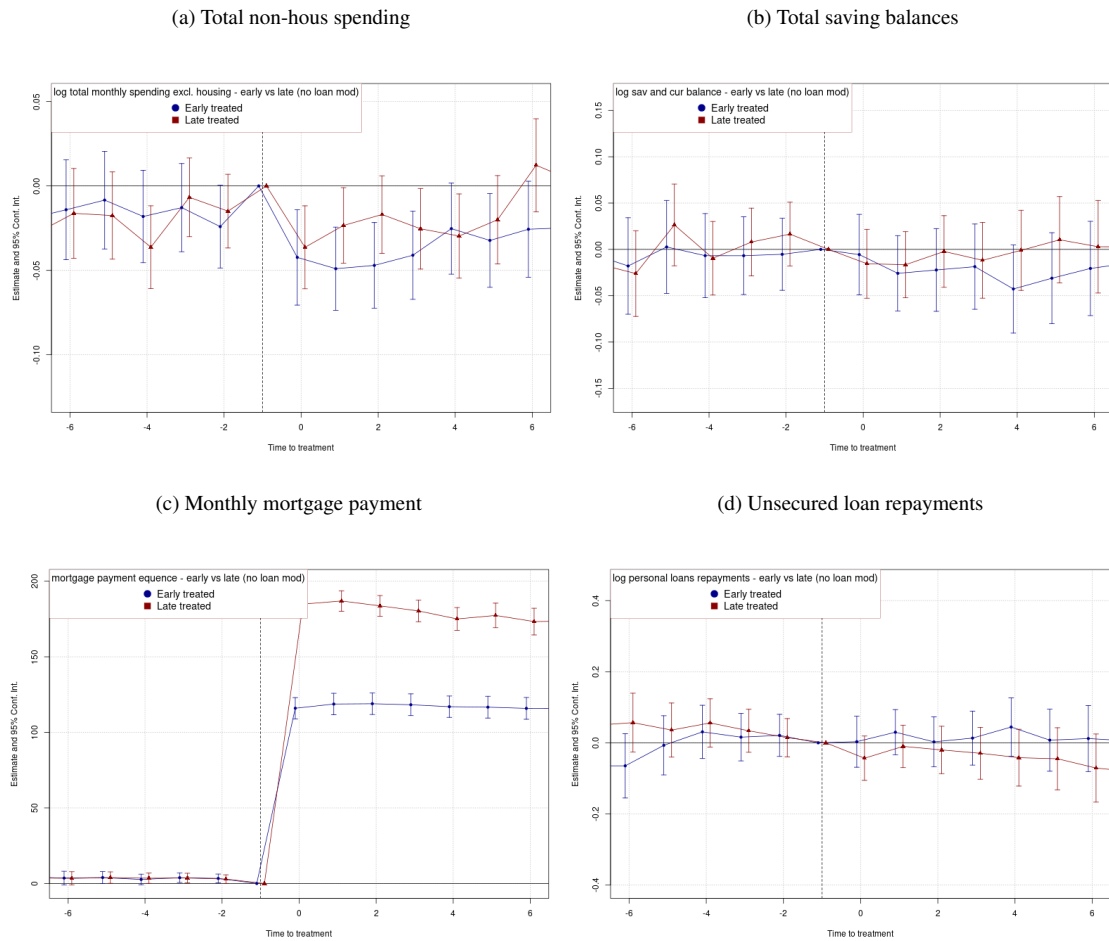 (a) Total non-hous spending
log total monthly spending excl. housing - early vs late (no loan mod)
Early treated
Late treated
Estimate and 95% Conf. Int.
0.05
0.00
-0.05
-0.10
-6 -4 -2 0 2 4 6
Time to treatment
(b) Total saving balances
log sav and cur balance - early vs late (no loan mod)
Early treated
Late treated
Estimate and 95% Conf. Int.
0.15
0.10
0.05
0.00
-0.05
-0.10
-0.15
-6 -4 -2 0 2 4 6
Time to treatment
(c) Monthly mortgage payment
mortgage payment equence - early vs late (no loan mod)
Early treated
Late treated
Estimate and 95% Conf. Int.
200
150
100
50
0
-6 -4 -2 0 2 4 6
Time to treatment
(d) Unsecured loan repayments
log personal loans repayments - early vs late (no loan mod)
Early treated
Late treated
Estimate and 95% Conf. Int.
0.4
0.2
0.0
-0.2
-0.4
-6 -4 -2 0 2 4 6
Time to treatment